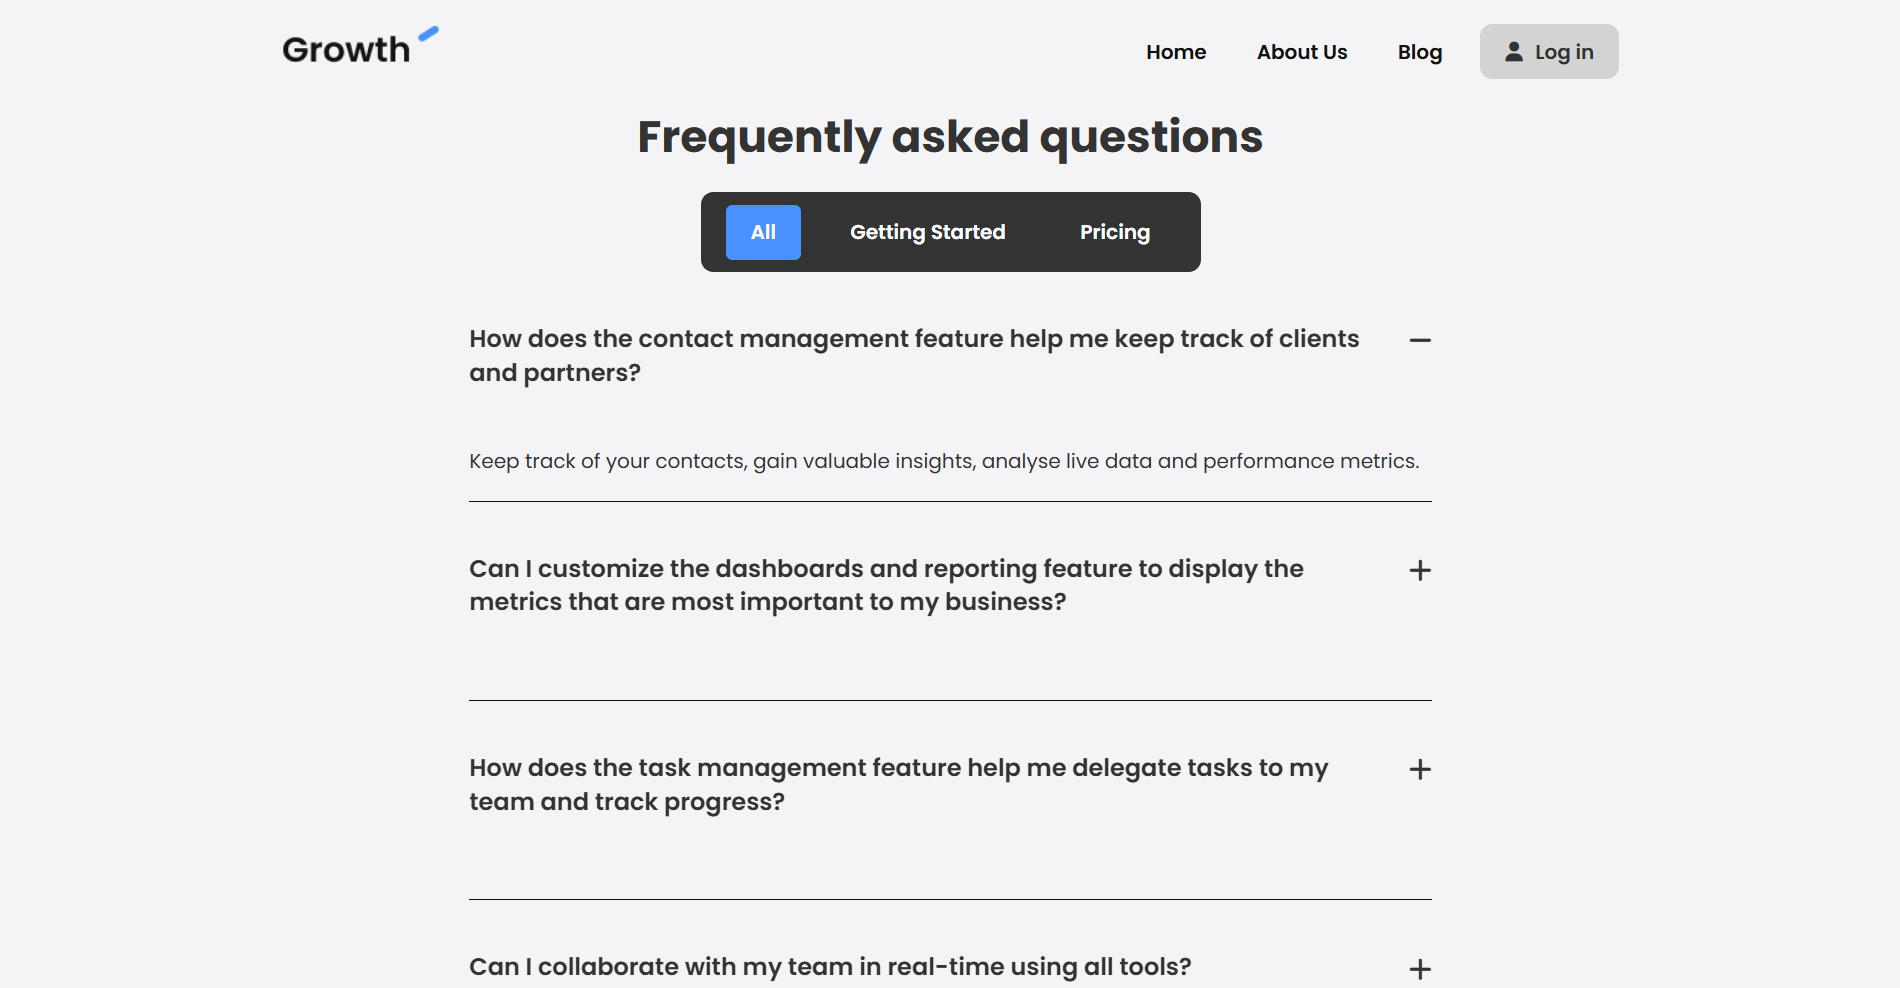 Growth
Home About Us Blog Log in
Frequently asked questions
All Getting Started Pricing
How does the contact management feature help me keep track of clients
and partners?
Keep track of your contacts, gain valuable insights, analyse live data and performance metrics.
Can I customize the dashboards and reporting feature to display the
metrics that are most important to my business?
How does the task management feature help me delegate tasks to my
team and track progress?
Can I collaborate with my team in real-time using all tools?